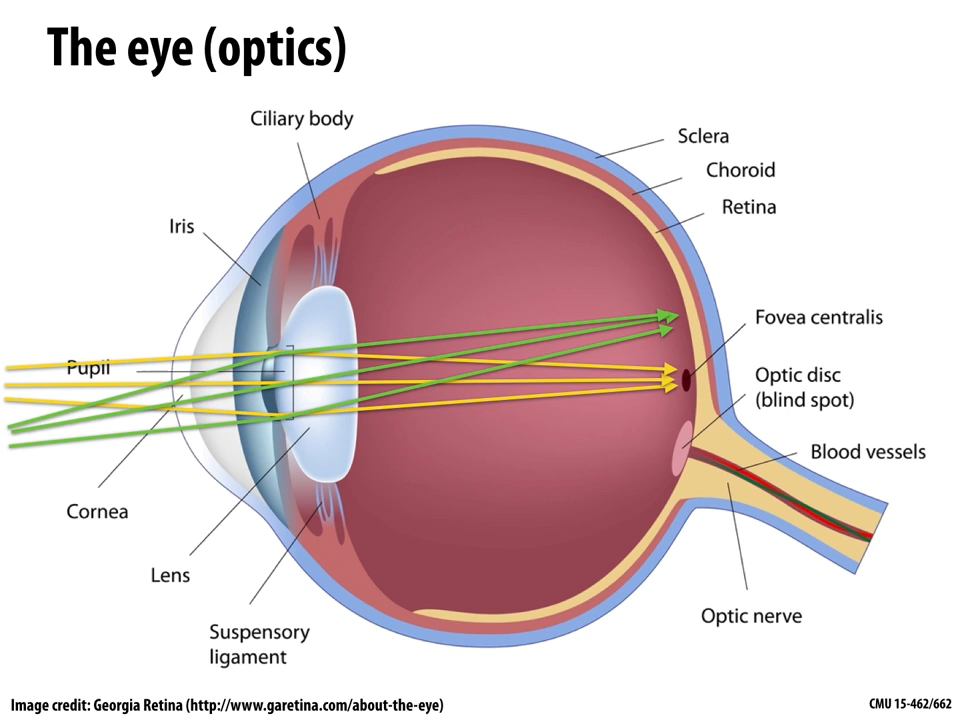 The eye (optics)
Ciliary body
Sclera
Choroid
Retina
Iris
Fovea centralis
Pupil
Optic disc
(blind spot)
Blood vessels
Cornea
Lens
Optic nerve
Suspensory
ligament
Image credit: Georgia Retina (http://www.garetina.com/about-the-eye)
CMU 15-462/662